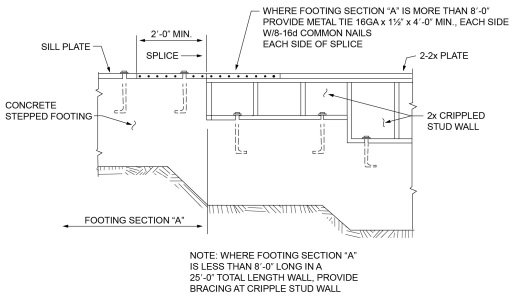 WHERE FOOTING SECTION “A” IS MORE THAN 8′-0″
PROVIDE METAL TIE 16GA x 1½″ x 4′-0″ MIN., EACH SIDE
W/8-16d COMMON NAILS
EACH SIDE OF SPLICE
2′-0″ MIN.
SILL PLATE
SPLICE
2-2x PLATE
CONCRETE
STEPPED FOOTING
2x CRIPPLED
STUD WALL
FOOTING SECTION “A”
NOTE: WHERE FOOTING SECTION “A”
IS LESS THAN 8′-0″ LONG IN A
25′-0″ TOTAL LENGTH WALL, PROVIDE
BRACING AT CRIPPLE STUD WALL